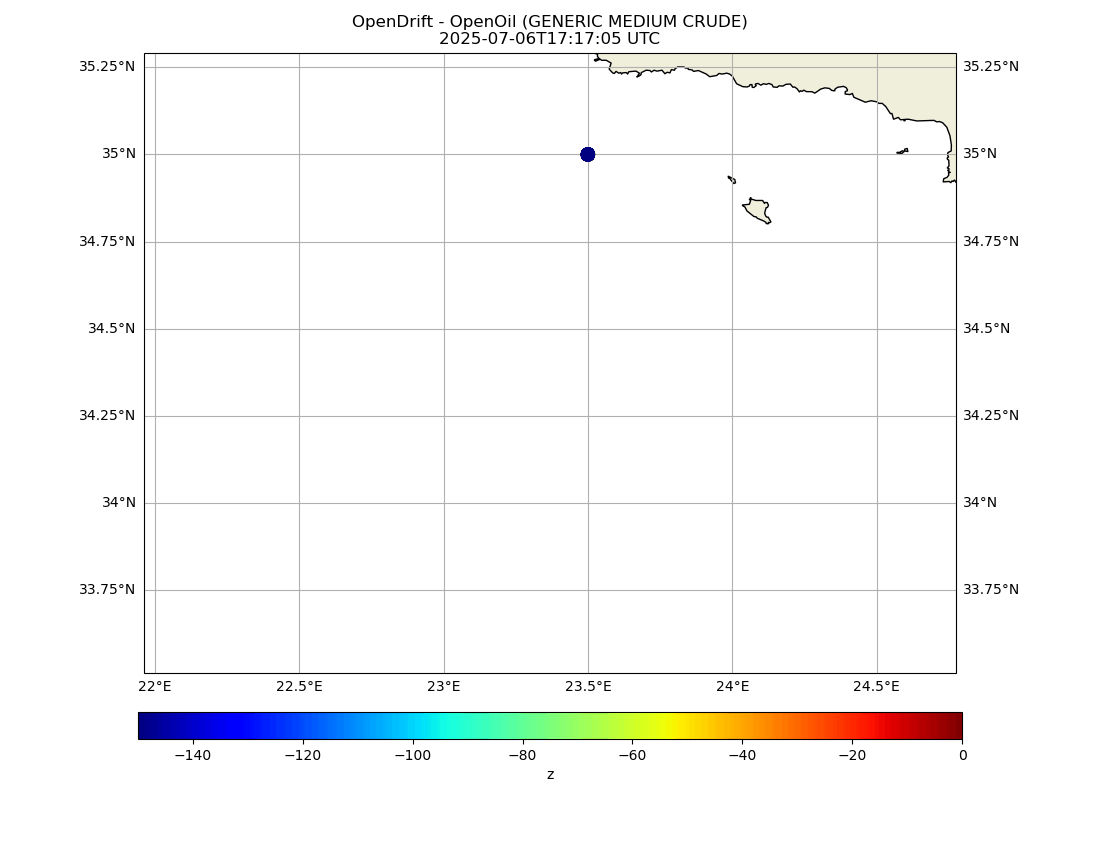 OpenDrift - OpenOil (GENERIC MEDIUM CRUDE)
2025-07-06T17:17:05 UTC
35.25°N 35.25°N
35°N 35°N
34.75°N 34.75°N
34.5°N 34.5°N
34.25°N 34.25°N
34°N 34°N
33.75°N 33.75°N
22°E 22.5°E 23°E 23.5°E 24°E 24.5°E
−140 −120 −100 −80 −60 −40 −20 0
z